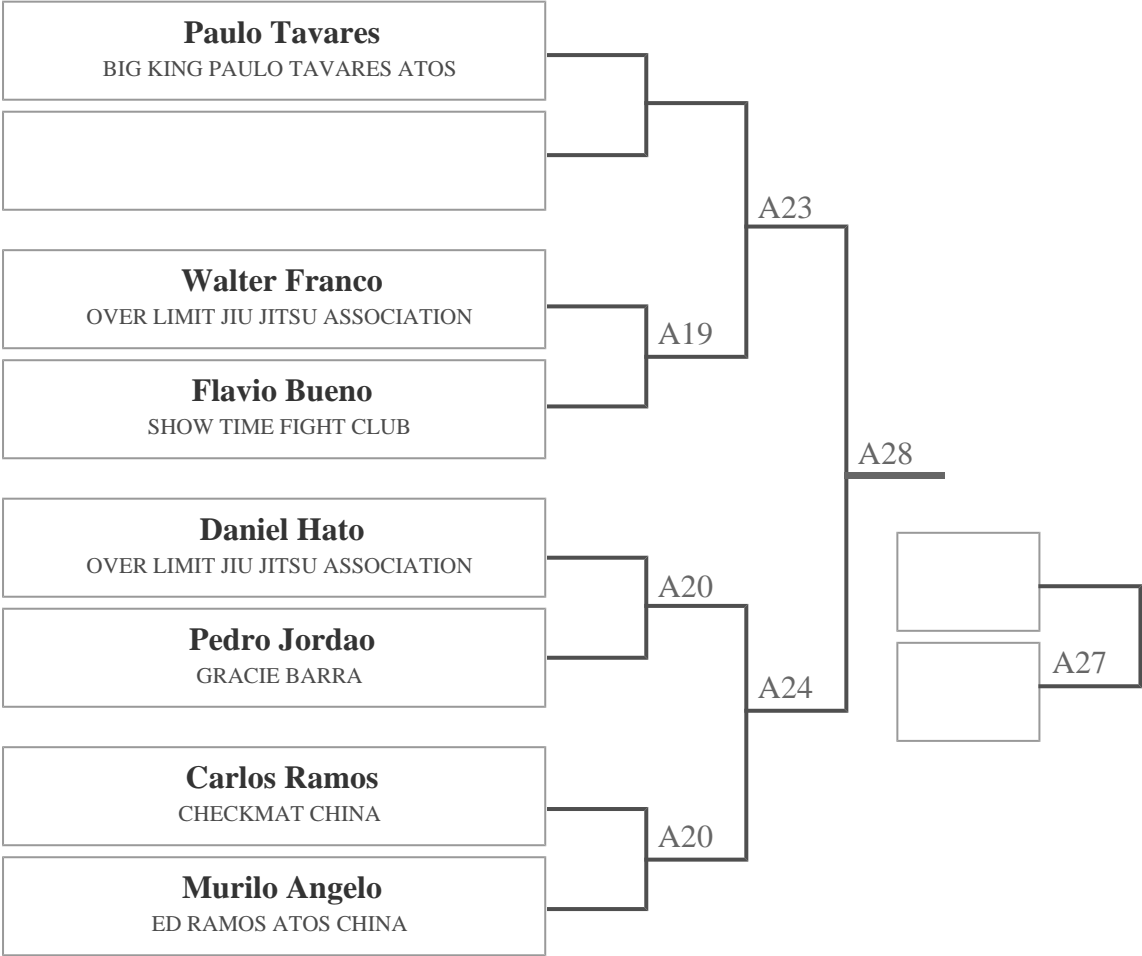 Paulo Tavares
BIG KING PAULO TAVARES ATOS
A23
Walter Franco
OVER LIMIT JIU JITSU ASSOCIATION
A19
Flavio Bueno
SHOW TIME FIGHT CLUB
A28
Daniel Hato
OVER LIMIT JIU JITSU ASSOCIATION
A20
Pedro Jordao
GRACIE BARRA
A27
A24
Carlos Ramos
CHECKMAT CHINA
A20
Murilo Angelo
ED RAMOS ATOS CHINA